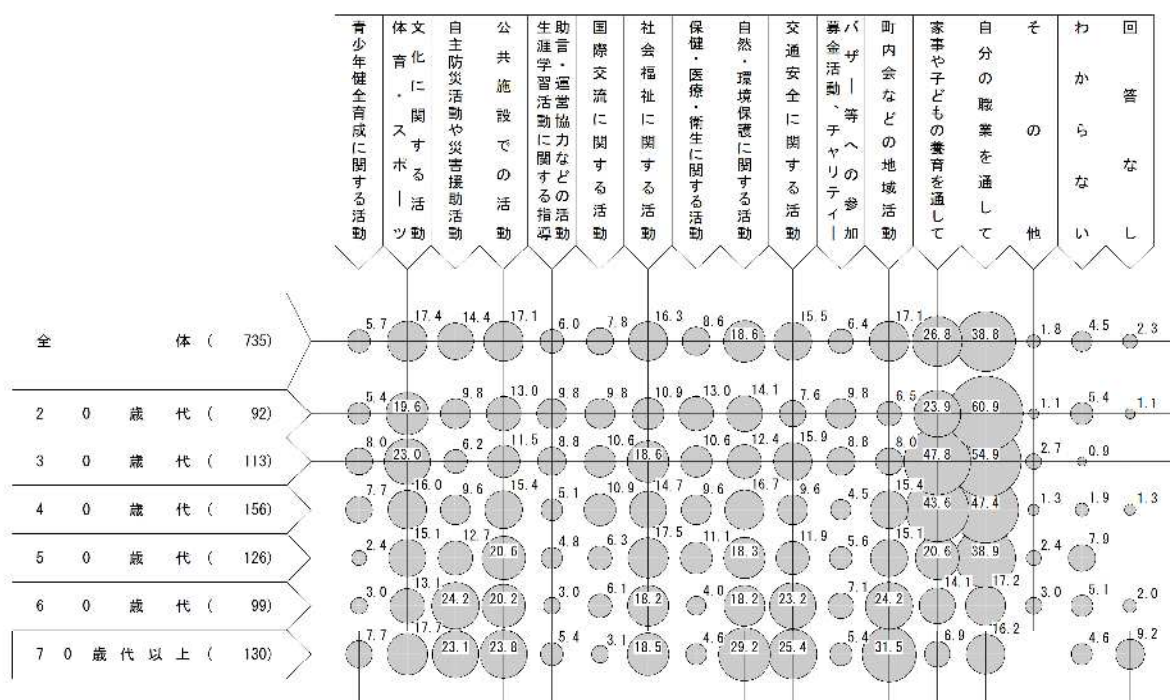 青少年健全育成に関する活動
体育・スポーツ
文化に関する活動
自主防災活動や災害援助活動
公共施設での活動
生涯学習活動に関する指導
助言・運営協力などの活動
国際交流に関する活動
社会福祉に関する活動
保健・医療・衛生に関する活動
自然・環境保護に関する活動
交通安全に関する活動
募金活動、チャリティー
バザー等への参加
町内会などの地域活動
家事や子どもの養育を通して
自分の職業を通して
その他
わからない
回答なし
全体(735) 5.7 17.4 14.4 17.1 6.0 7.8 16.3 8.6 18.6 15.5 6.4 17.1 26.8 38.8 1.8 4.5 2.3
20歳代(92) 5.4 19.6 9.8 13.0 9.8 9.8 10.9 13.0 14.1 7.6 9.8 6.5 23.9 60.9 1.1 5.4 1.1
30歳代(113) 8.0 23.0 6.2 11.5 8.8 10.6 18.6 10.6 12.4 15.9 8.8 8.0 47.8 54.9 2.7 0.9
40歳代(156) 7.7 16.0 9.6 15.4 5.1 10.9 14.7 9.6 16.7 9.6 4.5 15.4 43.6 47.4 1.3 1.9 1.3
50歳代(126) 2.4 15.1 12.7 20.6 4.8 6.3 17.5 11.1 18.3 11.9 5.6 15.1 20.6 38.9 2.4 7.9
60歳代(99) 3.0 13.1 24.2 20.2 3.0 6.1 18.2 4.0 18.2 23.2 7.1 24.2 14.1 17.2 3.0 5.1 2.0
70歳代以上(130) 7.7 17.7 23.1 23.8 5.4 3.1 18.5 4.6 29.2 25.4 5.4 31.5 6.9 16.2 4.6 9.2